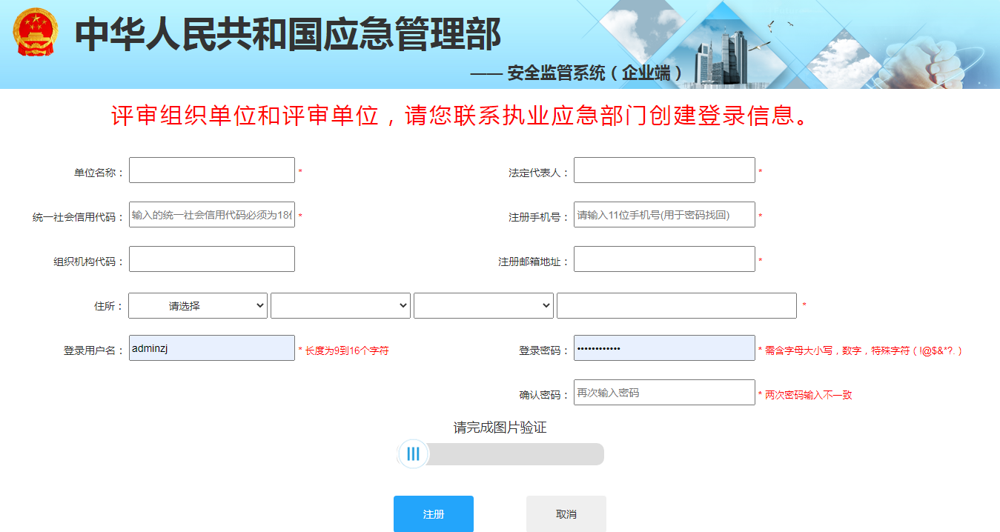 中华人民共和国应急管理部
—— 安全监管系统（企业端）
评审组织单位和评审单位，请您联系执业应急部门创建登录信息。
单位名称： * 法定代表人： *
统一社会信用代码： 输入的统一社会信用代码必须为18 * 注册手机号： 请输入11位手机号(用于密码找回) *
组织机构代码： 注册邮箱地址： *
住所： 请选择 *
登录用户名： adminzj * 长度为9到16个字符 登录密码： •••••••••••• * 需含字母大小写，数字，特殊字符（!@$&*?.）
确认密码： 再次输入密码 * 两次密码输入不一致
请完成图片验证
注册 取消